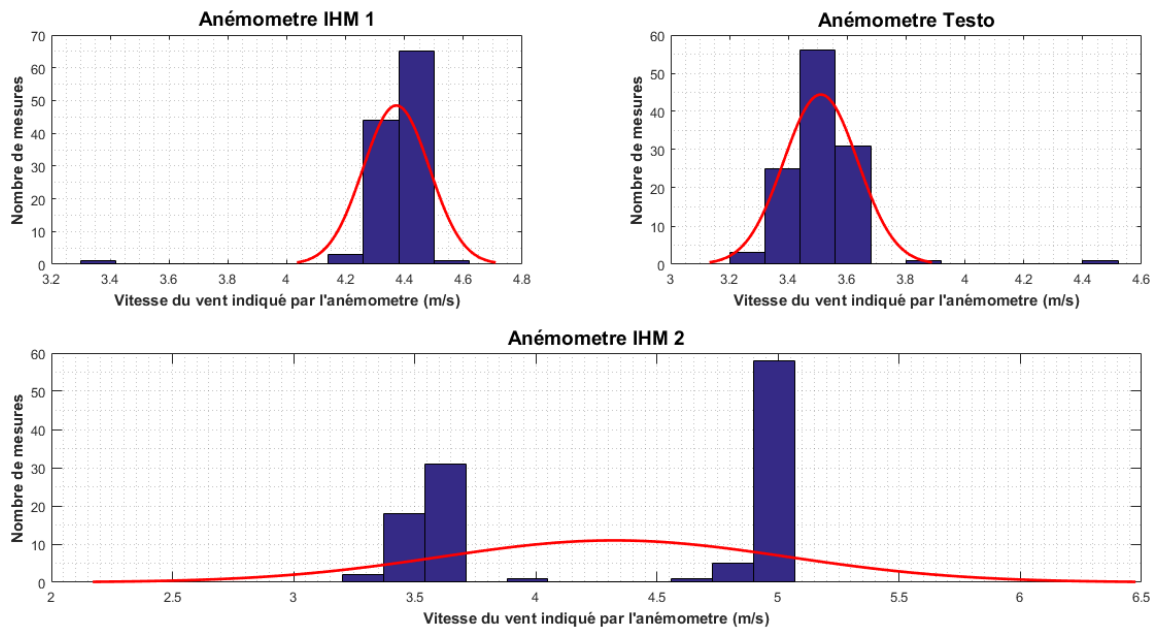 Anémometre IHM 1
Nombre de mesures
70
60
50
40
30
20
10
0
3.2 3.4 3.6 3.8 4 4.2 4.4 4.6 4.8
Vitesse du vent indiqué par l'anémometre (m/s)
Anémometre Testo
Nombre de mesures
60
50
40
30
20
10
0
3 3.2 3.4 3.6 3.8 4 4.2 4.4 4.6
Vitesse du vent indiqué par l'anémometre (m/s)
Anémometre IHM 2
Nombre de mesures
60
50
40
30
20
10
0
2 2.5 3 3.5 4 4.5 5 5.5 6 6.5
Vitesse du vent indiqué par l'anémometre (m/s)